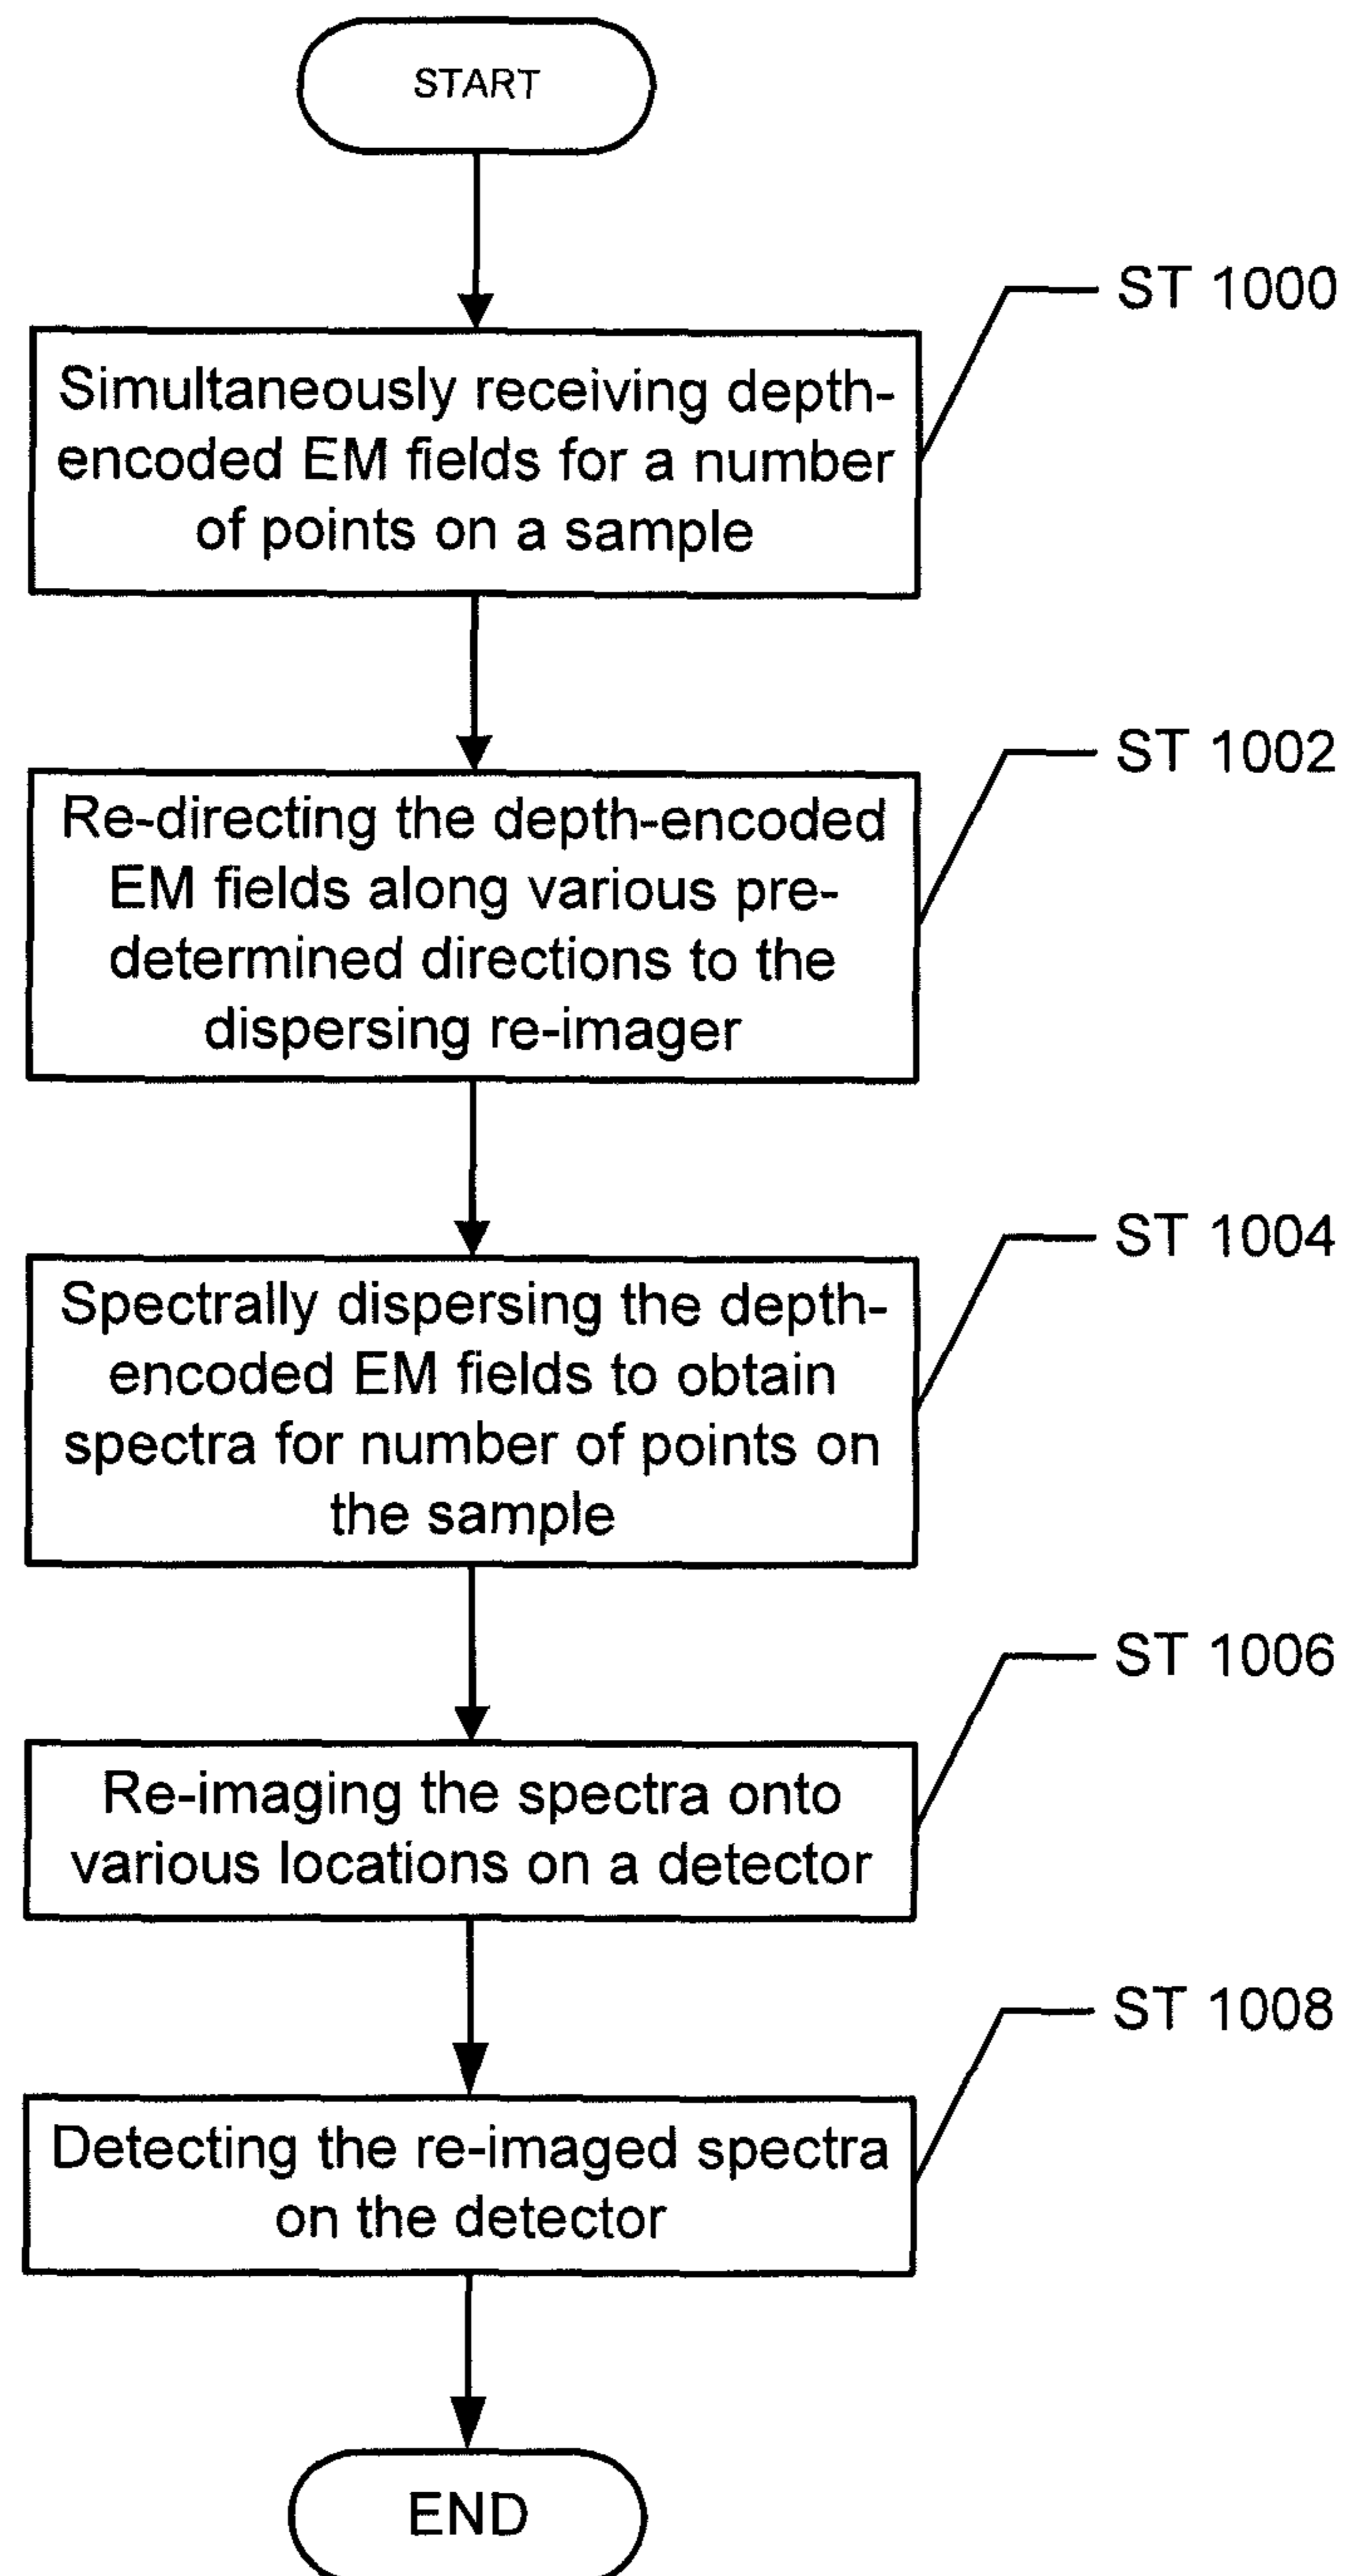 START
ST 1000
Simultaneously receiving depth-
encoded EM fields for a number
of points on a sample
ST 1002
Re-directing the depth-encoded
EM fields along various pre-
determined directions to the
dispersing re-imager
ST 1004
Spectrally dispersing the depth-
encoded EM fields to obtain
spectra for number of points on
the sample
ST 1006
Re-imaging the spectra onto
various locations on a detector
ST 1008
Detecting the re-imaged spectra
on the detector
END